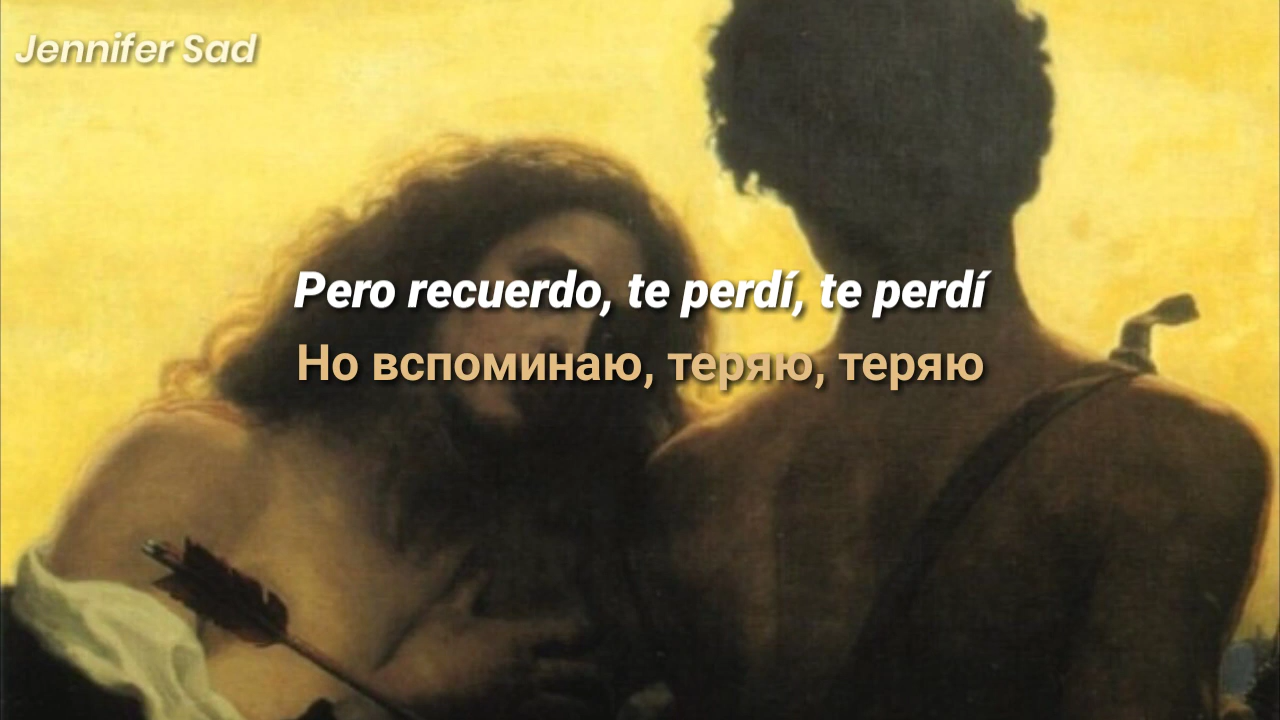 Jennifer Sad
Pero recuerdo, te perdí, te perdí
Но вспоминаю, теряю, теряю